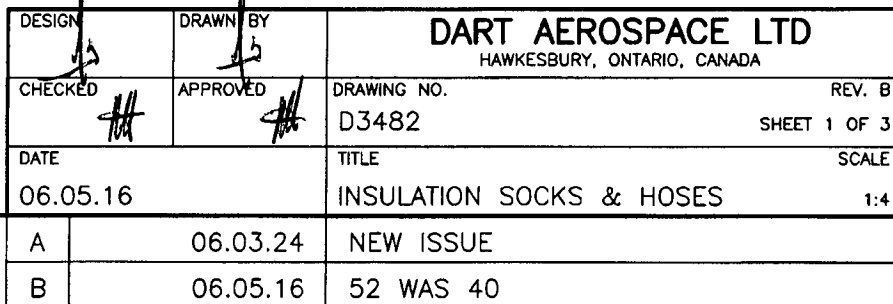 DESIGN
DRAWN BY
DART AEROSPACE LTD
HAWKESBURY, ONTARIO, CANADA
CHECKED
APPROVED
DRAWING NO.
REV. B
D3482
SHEET 1 OF 3
DATE
TITLE
SCALE
06.05.16
INSULATION SOCKS & HOSES
1:4
A 06.03.24 NEW ISSUE
B 06.05.16 52 WAS 40